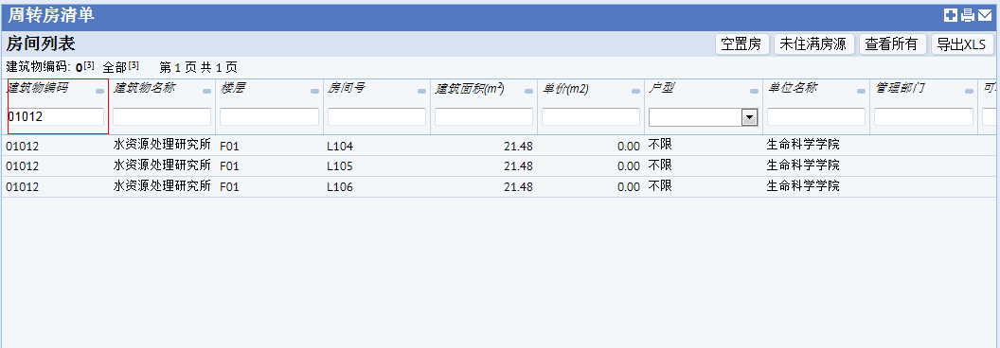 周转房清单
房间列表
空置房 未住满房源 查看所有 导出XLS
建筑物编码: 0[3] 全部[3] 第 1 页 共 1 页
建筑物编码 建筑物名称 楼层 房间号 建筑面积(m²) 单价(m2) 户型 单位名称 管理部门
01012
01012 水资源处理研究所 F01 L104 21.48 0.00 不限 生命科学学院
01012 水资源处理研究所 F01 L105 21.48 0.00 不限 生命科学学院
01012 水资源处理研究所 F01 L106 21.48 0.00 不限 生命科学学院